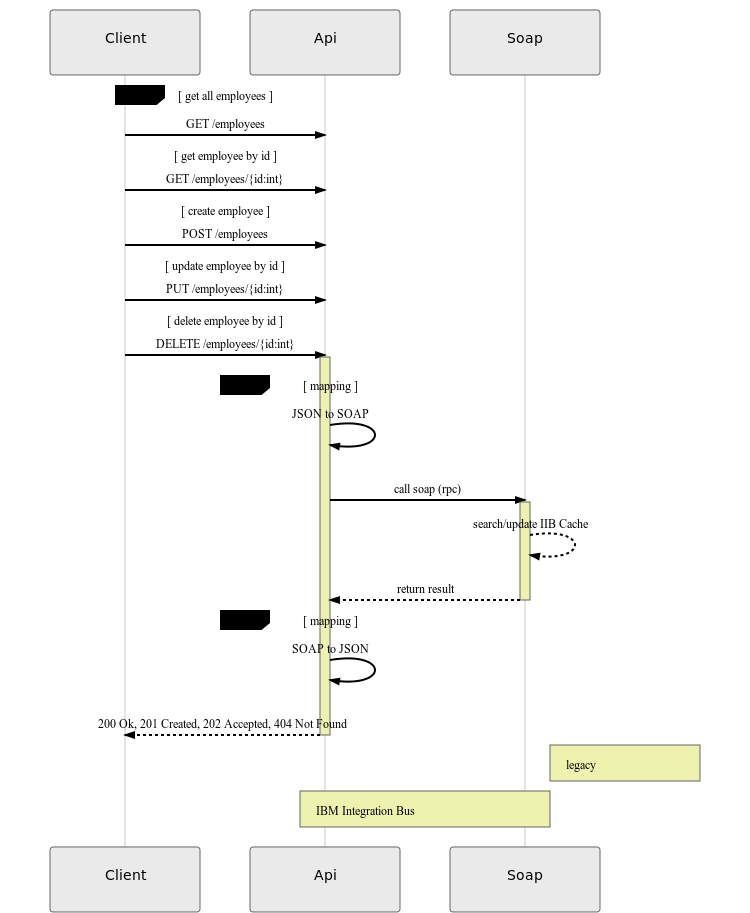 Client Api Soap
[ get all employees ]
GET /employees
[ get employee by id ]
GET /employees/{id:int}
[ create employee ]
POST /employees
[ update employee by id ]
PUT /employees/{id:int}
[ delete employee by id ]
DELETE /employees/{id:int}
[ mapping ]
JSON to SOAP
call soap (rpc)
search/update IIB Cache
return result
[ mapping ]
SOAP to JSON
200 Ok, 201 Created, 202 Accepted, 404 Not Found
legacy
IBM Integration Bus
Client Api Soap